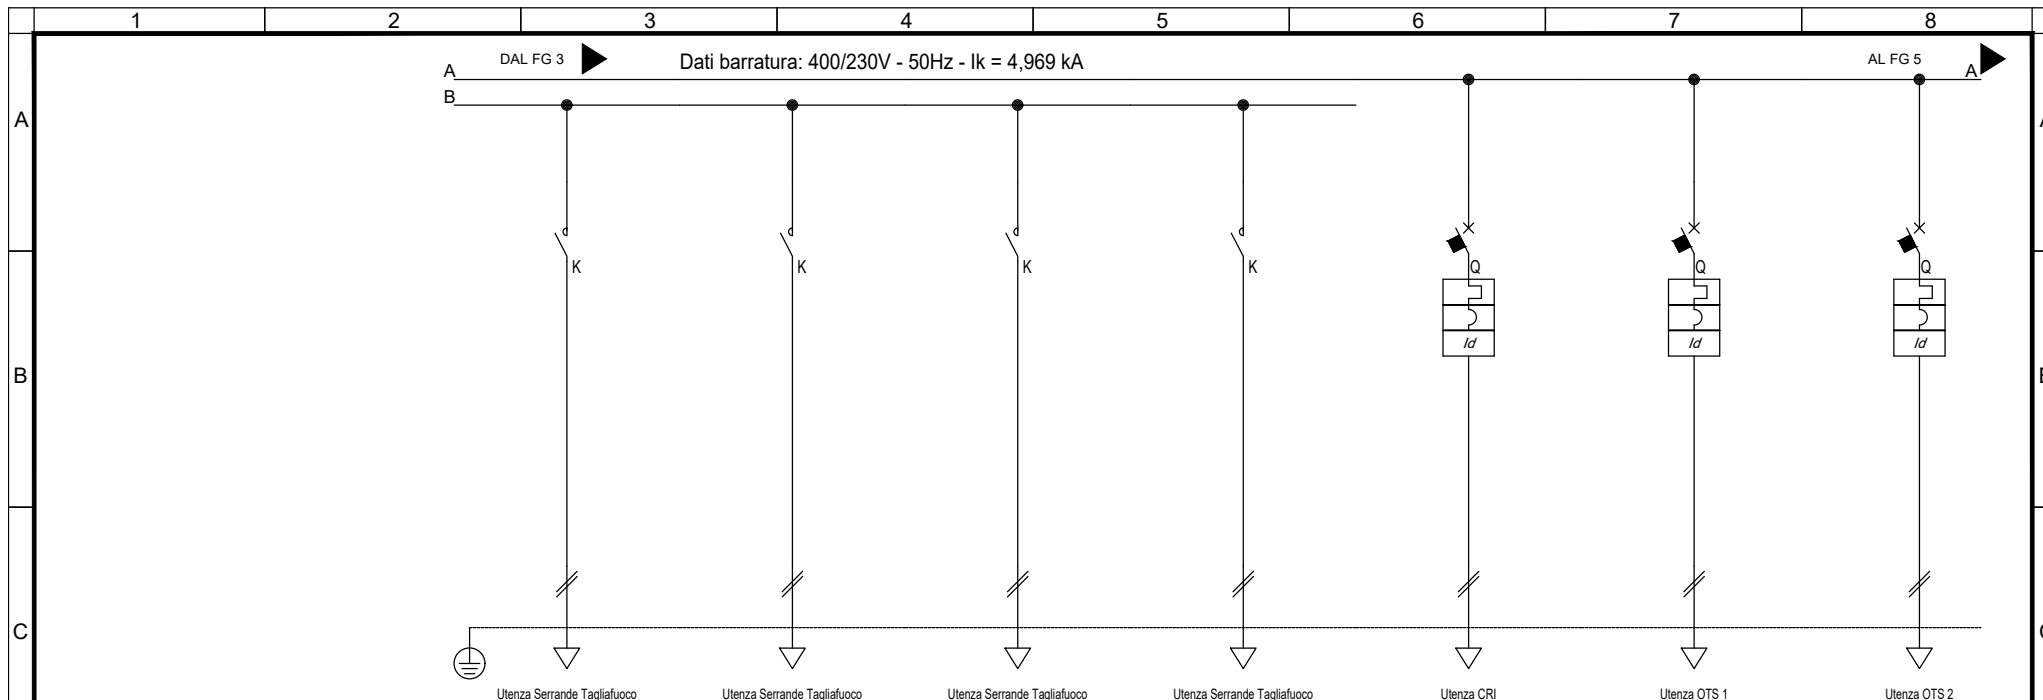 1 2 3 4 5 6 7 8
DAL FG 3 Dati barratura: 400/230V - 50Hz - Ik = 4,969 kA AL FG 5
A A
B
A
K K K K Q Q Q
Id Id Id
B
C
Utenza Serrande Tagliafuoco Utenza Serrande Tagliafuoco Utenza Serrande Tagliafuoco Utenza Serrande Tagliafuoco Utenza CRI Utenza OTS 1 Utenza OTS 2